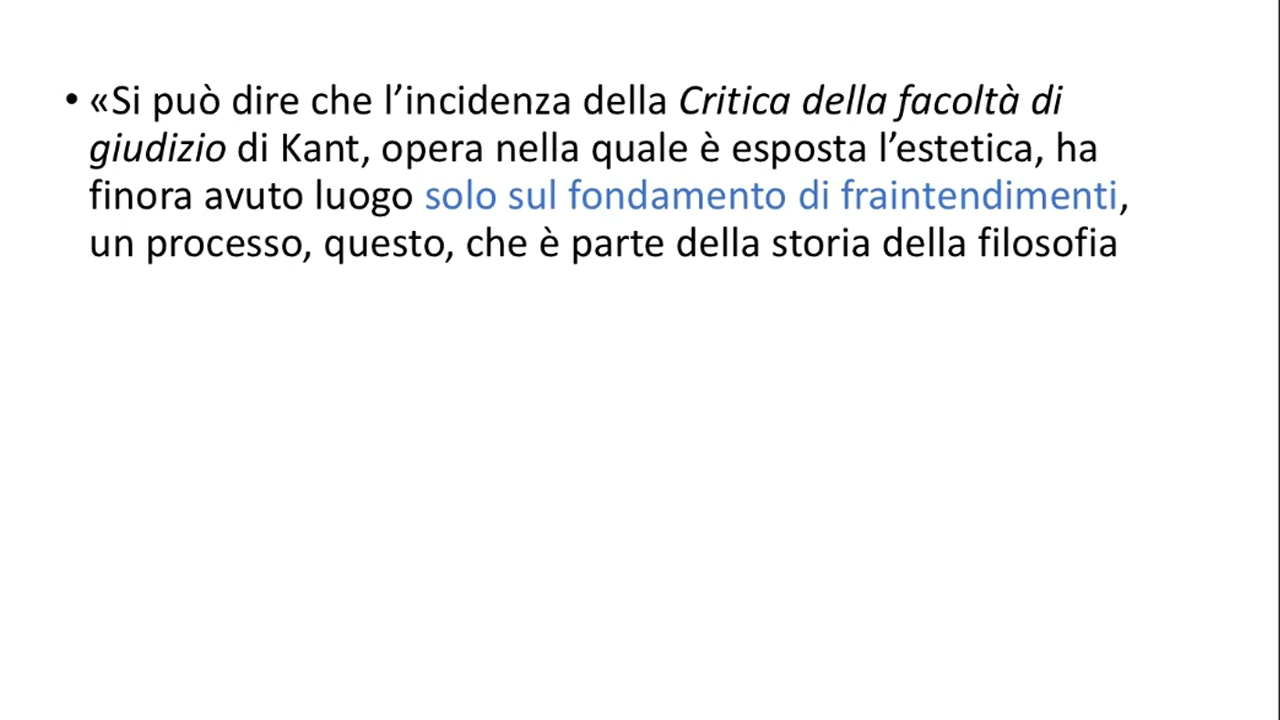 • «Si può dire che l’incidenza della Critica della facoltà di
giudizio di Kant, opera nella quale è esposta l’estetica, ha
finora avuto luogo solo sul fondamento di fraintendimenti,
un processo, questo, che è parte della storia della filosofia